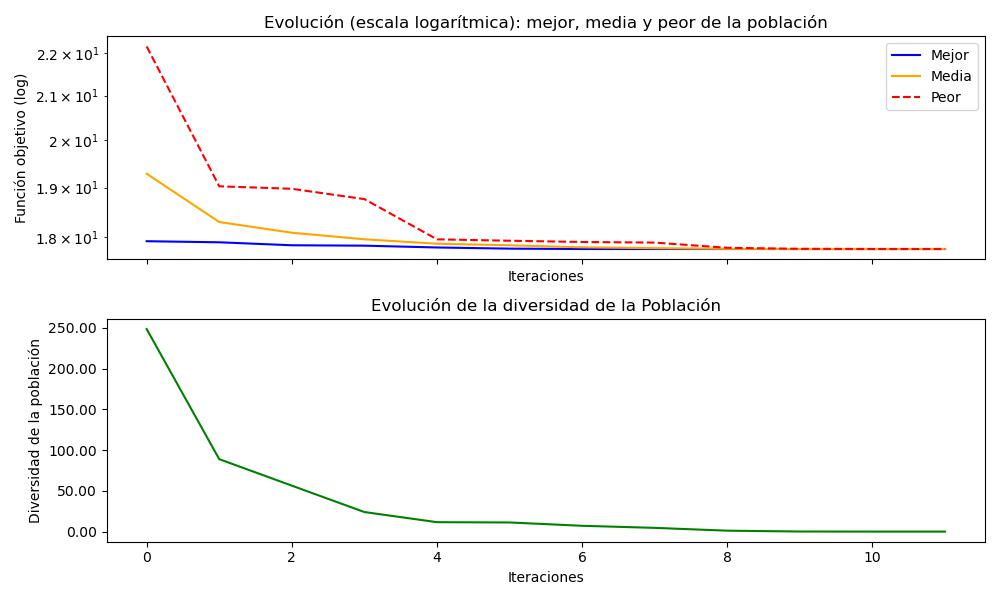 Evolución (escala logarítmica): mejor, media y peor de la población
2.2 × 10¹
2.1 × 10¹
2 × 10¹
1.9 × 10¹
1.8 × 10¹
Función objetivo (log)
Mejor
Media
Peor
Iteraciones
Evolución de la diversidad de la Población
250.00
200.00
150.00
100.00
50.00
0.00
Diversidad de la población
0 2 4 6 8 10
Iteraciones